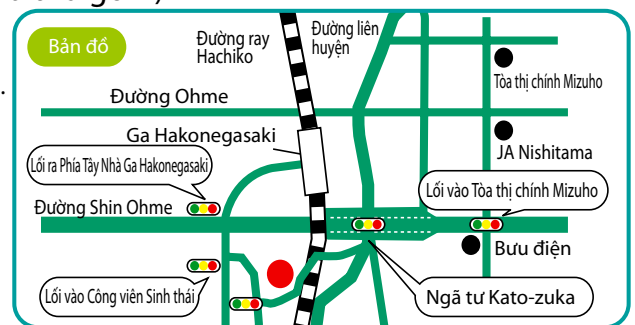 Bản đồ
Đường ray
Hachiko
Đường liên
huyện
Tòa thị chính Mizuho
Đường Ohme
Ga Hakonegasaki
JA Nishitama
Lối ra Phía Tây Nhà Ga Hakonegasaki
Lối vào Tòa thị chính Mizuho
Đường Shin Ohme
Bưu điện
Lối vào Công viên Sinh thái
Ngã tư Kato-zuka